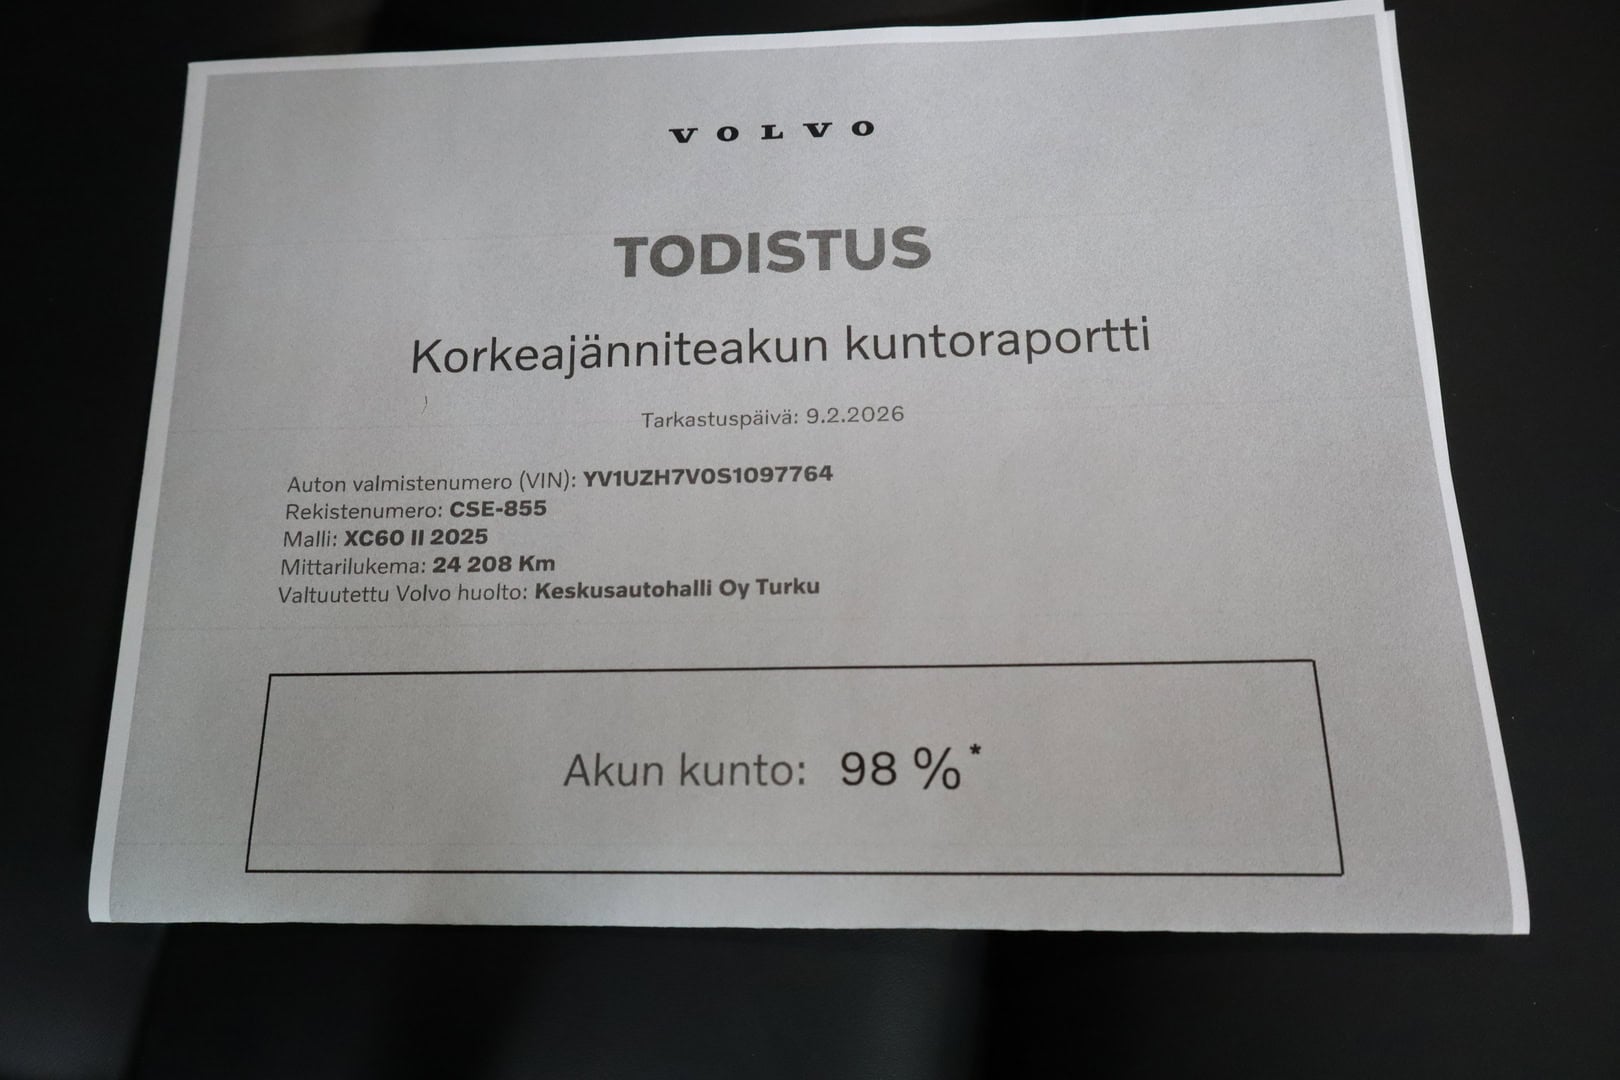 VOLVO
TODISTUS
Korkeajänniteakun kuntoraportti
Tarkastuspäivä: 9.2.2026
Auton valmistenumero (VIN): YV1UZH7V0S1097764
Rekistenumero: CSE-855
Malli: XC60 II 2025
Mittarilukema: 24 208 Km
Valtuutettu Volvo huolto: Keskusautohalli Oy Turku
Akun kunto: 98 %*